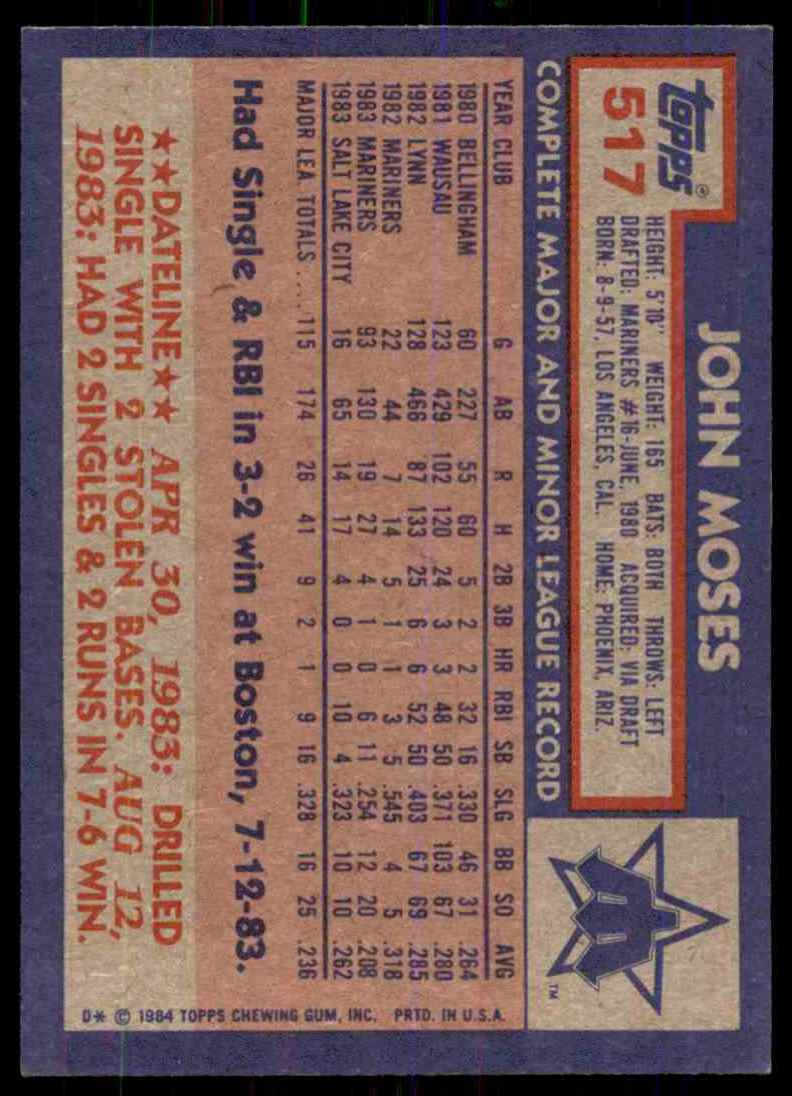 topps®
517
JOHN MOSES
HEIGHT: 5'10" WEIGHT: 165 BATS: BOTH THROWS: LEFT
DRAFTED: MARINERS #16-JUNE, 1980 ACQUIRED: VIA DRAFT
BORN: 8-9-57, LOS ANGELES, CAL. HOME: PHOENIX, ARIZ.
TM
COMPLETE MAJOR AND MINOR LEAGUE RECORD
YEAR CLUB G AB R H 2B 3B HR RBI SB SLG BB SO AVG
1980 BELLINGHAM 60 227 55 60 5 2 2 32 16 .330 46 31 .264
1981 WAUSAU 123 429 102 120 24 3 3 48 50 .371 103 67 .280
1982 LYNN 128 466 87 133 25 6 6 52 50 .403 67 69 .285
1982 MARINERS 22 44 7 14 5 1 1 3 5 .545 4 5 .318
1983 MARINERS 93 130 19 27 4 1 0 6 11 .254 12 20 .208
1983 SALT LAKE CITY 16 65 14 17 4 0 0 10 4 .323 10 10 .262
MAJOR LEA. TOTALS .... 115 174 26 41 9 2 1 9 16 .328 16 25 .236
Had Single & RBI in 3-2 win at Boston, 7-12-83.
★★DATELINE★★ APR 30, 1983: DRILLED
SINGLE WITH 2 STOLEN BASES. AUG 12,
1983: HAD 2 SINGLES & 2 RUNS IN 7-6 WIN.
D* © 1984 TOPPS CHEWING GUM, INC. PRTD. IN U.S.A.